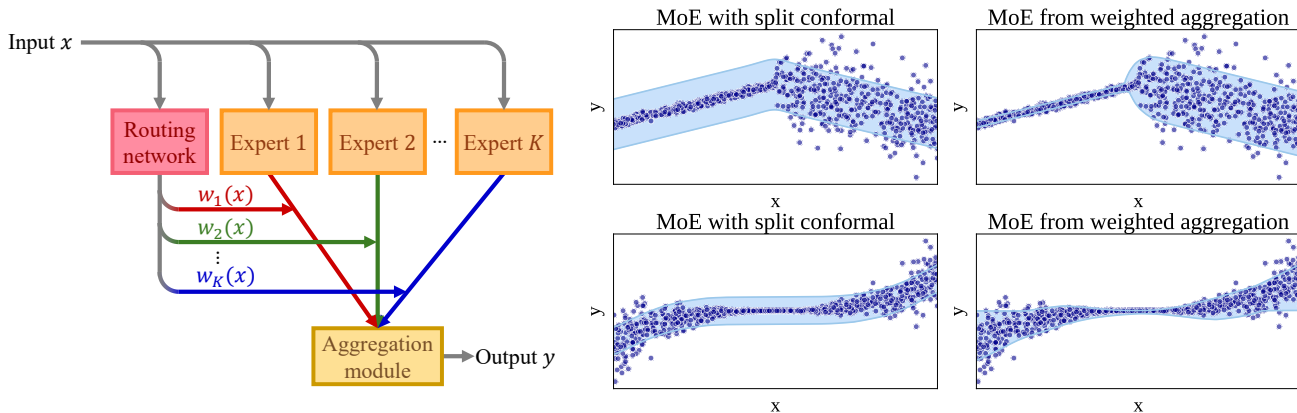 Input x
Routing
network
Expert 1
Expert 2
...
Expert K
w₁(x)
w₂(x)
⋮
w_K(x)
Aggregation
module
Output y
MoE with split conformal
y
x
MoE from weighted aggregation
y
x
MoE with split conformal
y
x
MoE from weighted aggregation
y
x